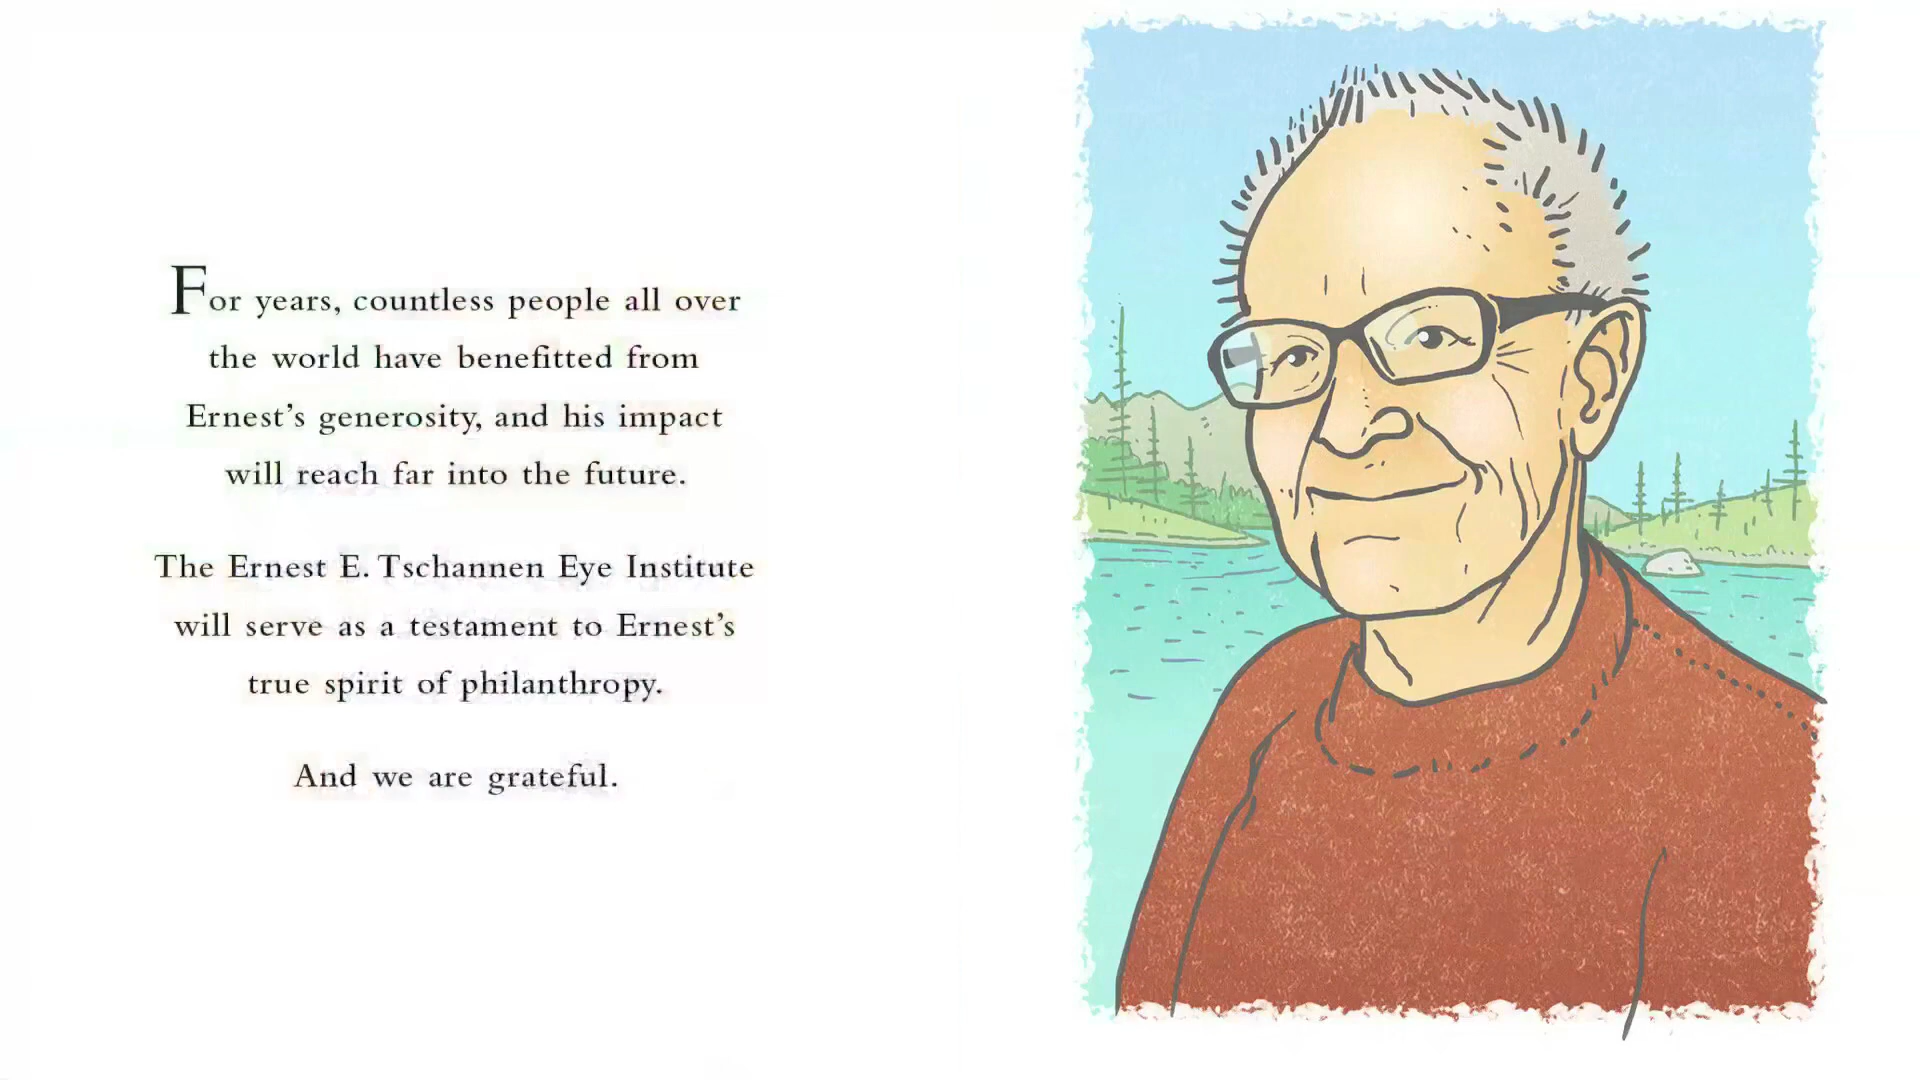 For years, countless people all over
the world have benefitted from
Ernest’s generosity, and his impact
will reach far into the future.
The Ernest E. Tschannen Eye Institute
will serve as a testament to Ernest’s
true spirit of philanthropy.
And we are grateful.